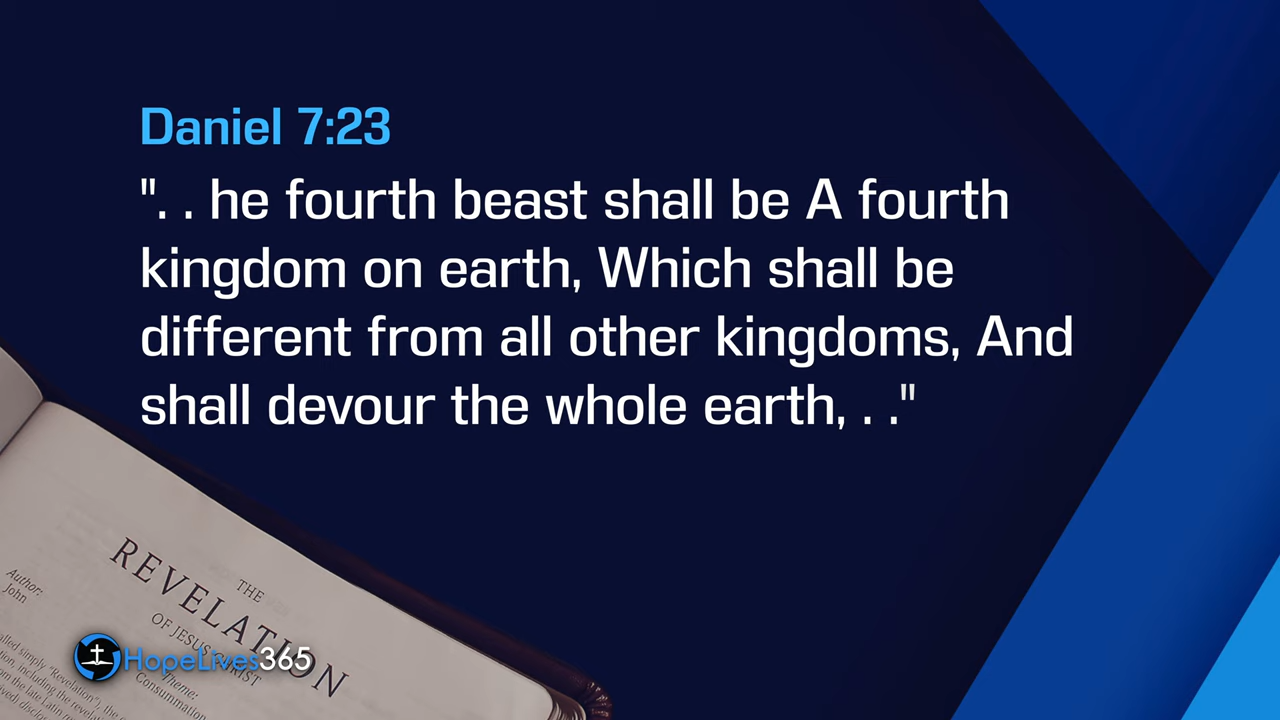 Daniel 7:23
". . he fourth beast shall be A fourth
kingdom on earth, Which shall be
different from all other kingdoms, And
shall devour the whole earth, . ."
THE
REVELATION
OF JESUS CHRIST
Author:
John
Theme:
Consummation
HopeLives365